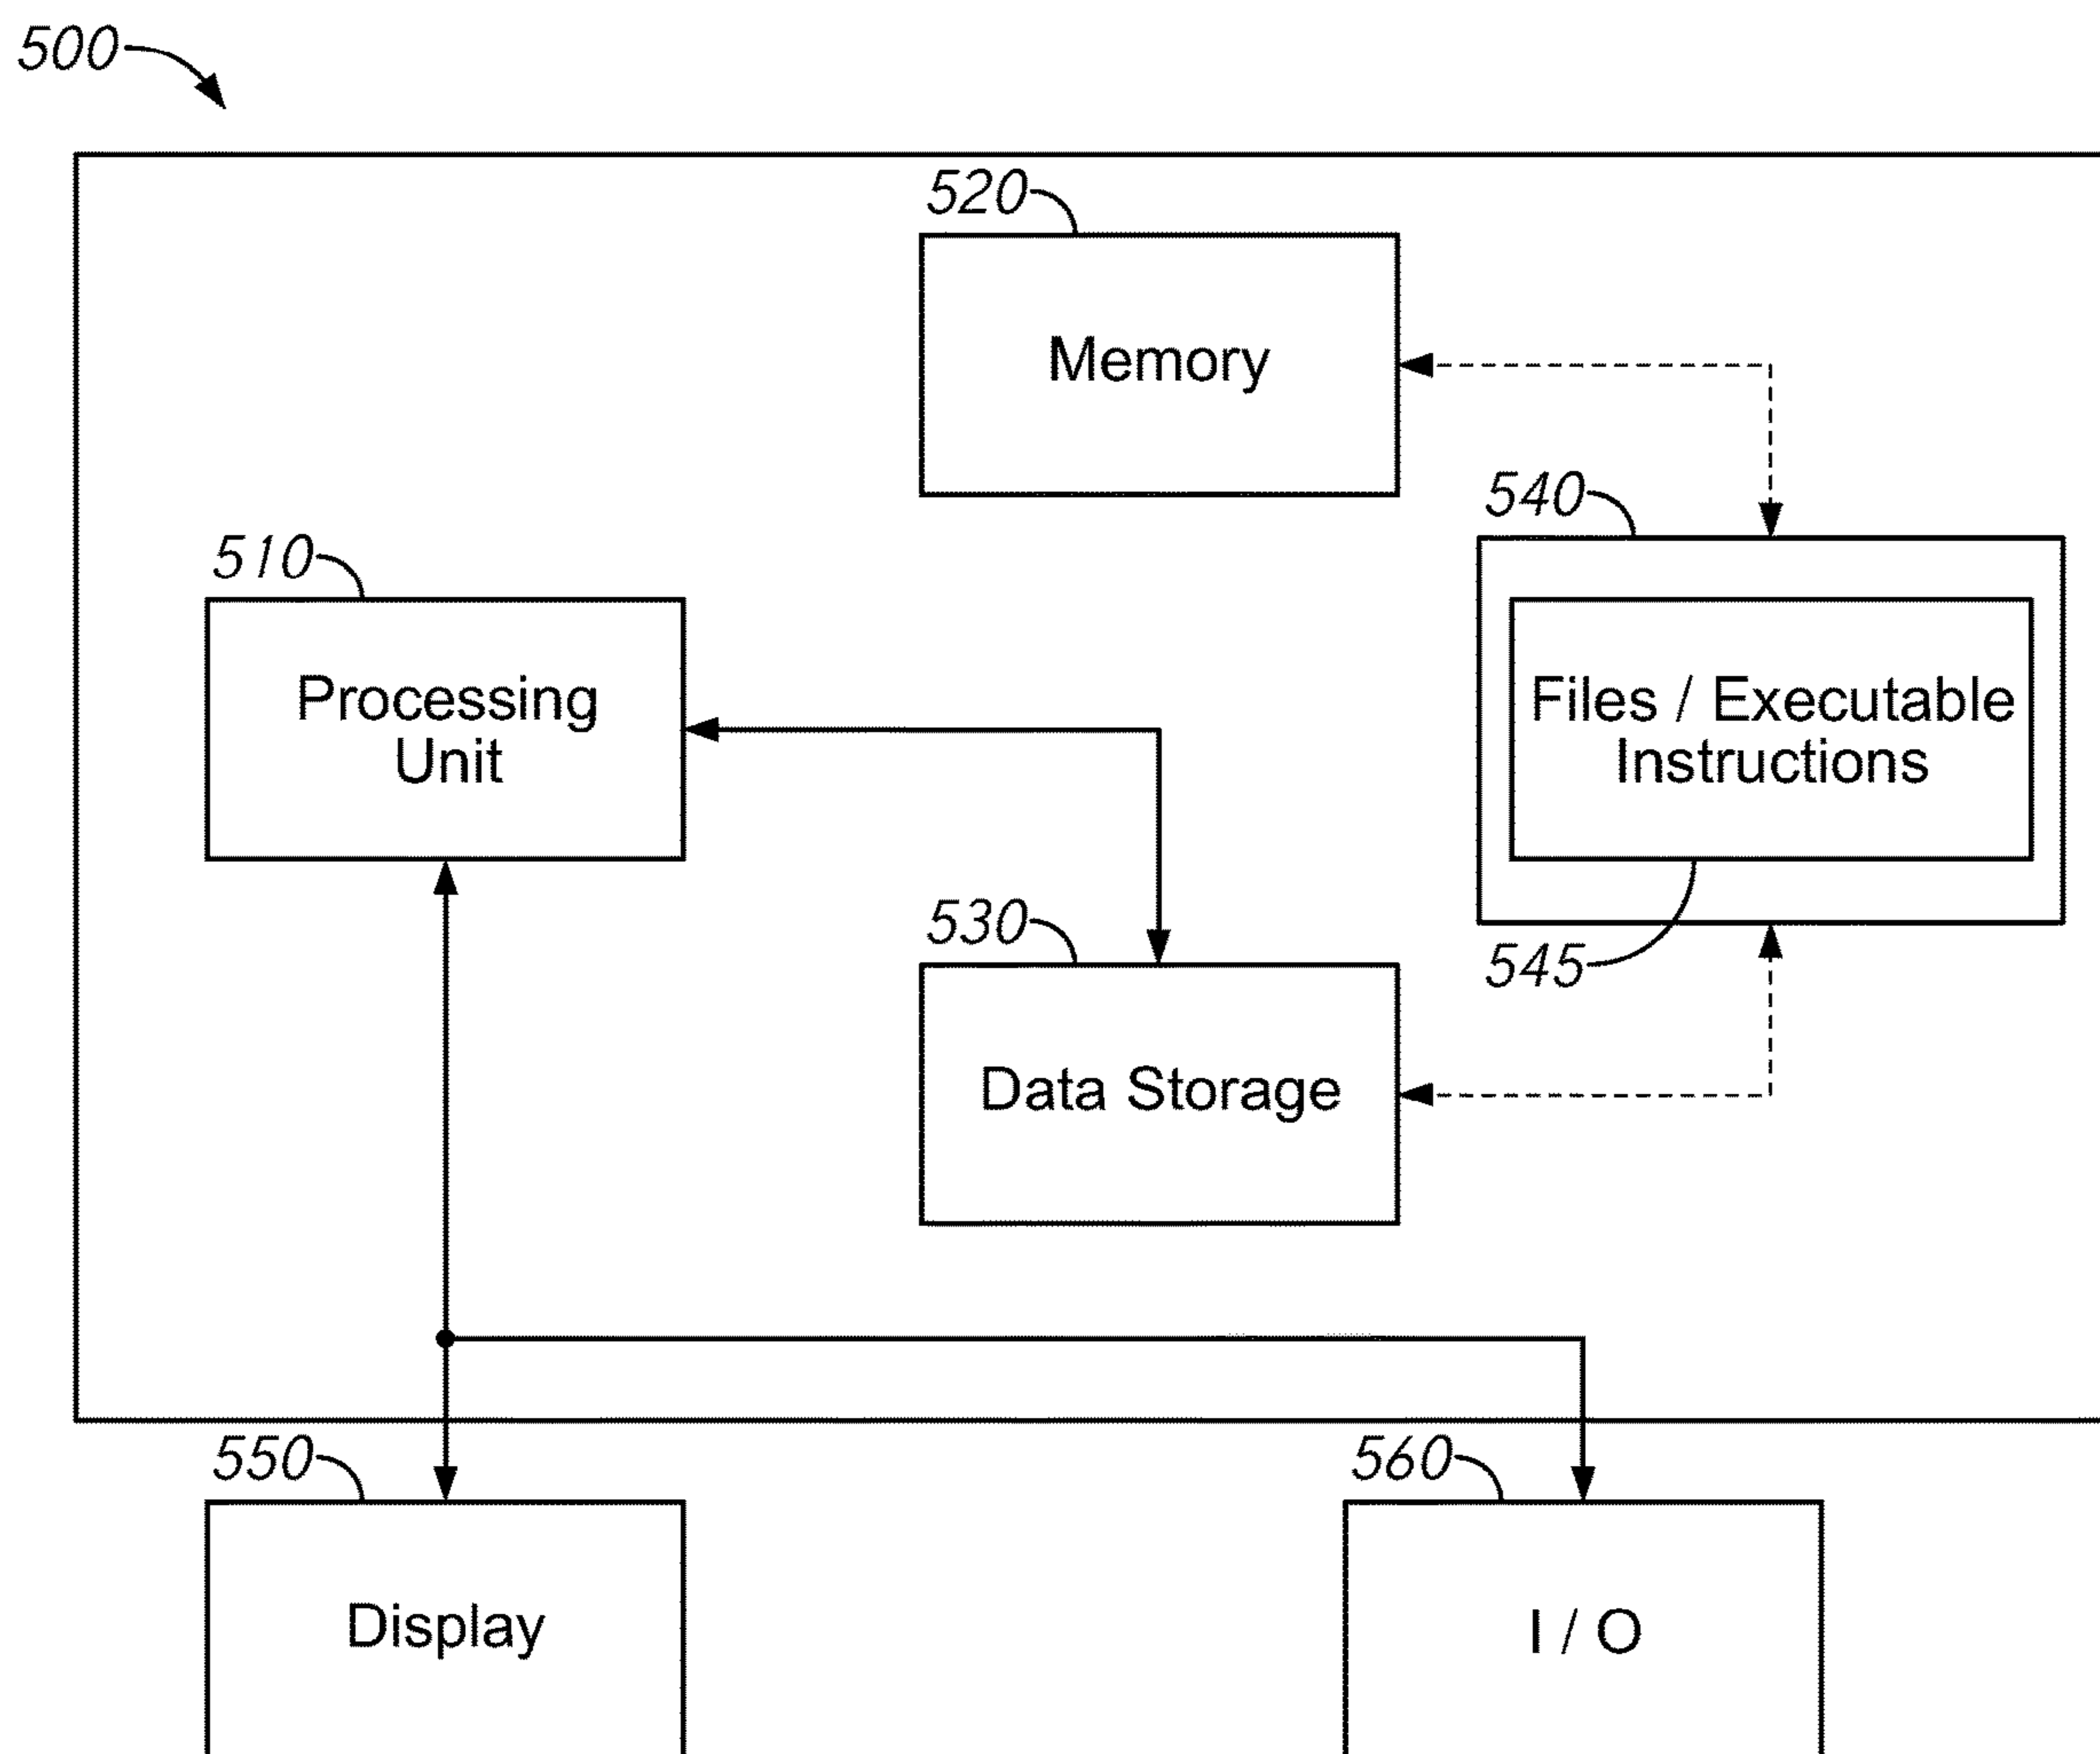 500
520
Memory
540
510
Processing
Unit
Files / Executable
Instructions
530
545
Data Storage
550
560
Display
I / O